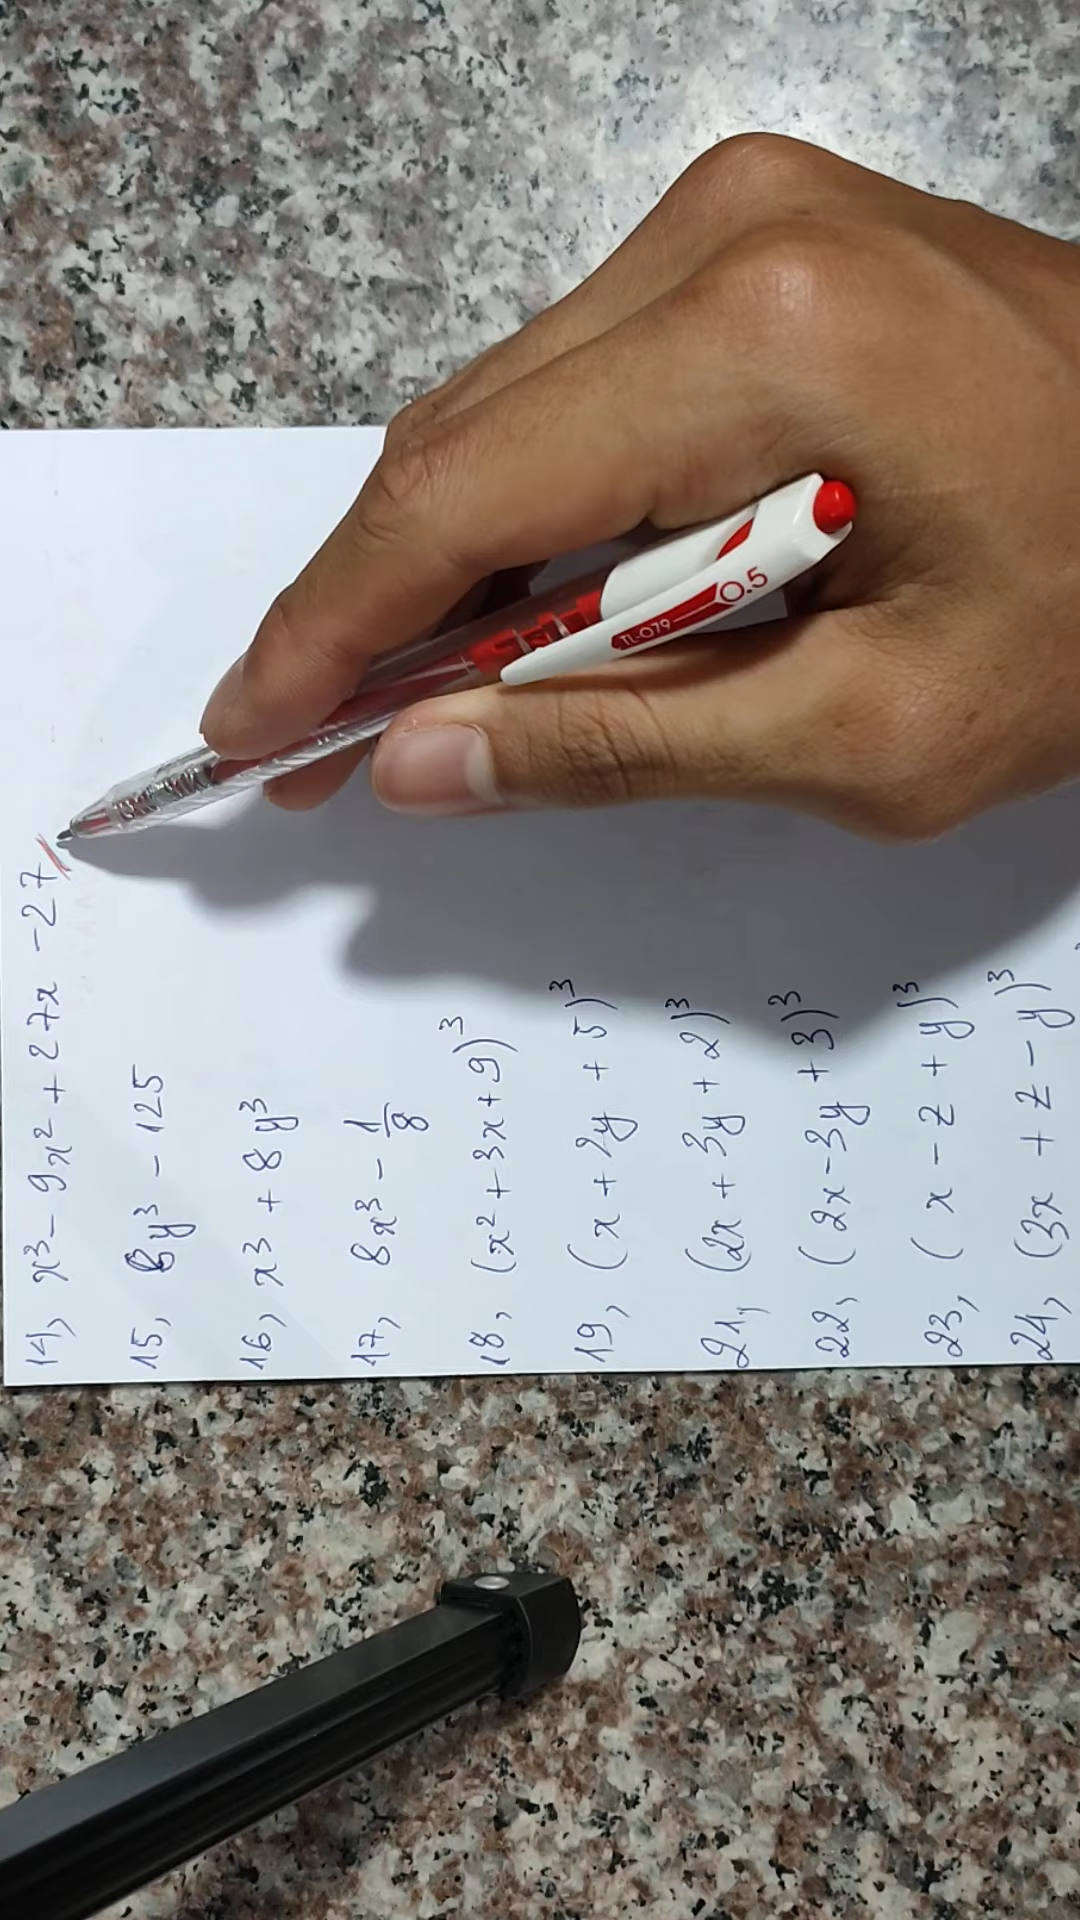 14, x³ - 9x² + 27x - 27
15, 8y³ - 125
16, x³ + 8y³
17, 8x³ - 1/8
18, (x² + 3x + 9)³
19, (x + 2y + 5)³
21, (2x + 3y + 2)³
22, (2x - 3y + 3)³
23, (x - z + y)³
24, (3x + z - y)³
TL-079 0.5